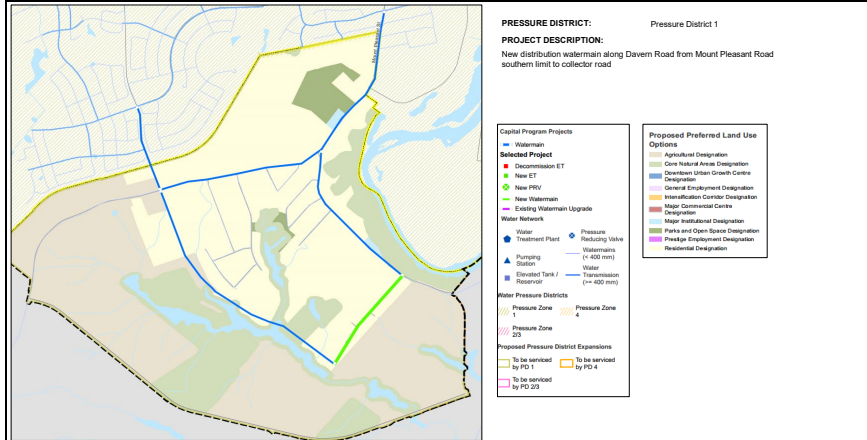 PRESSURE DISTRICT: Pressure District 1
PROJECT DESCRIPTION:
New distribution watermain along Davern Road from Mount Pleasant Road
southern limit to collector road
Mount Pleasant St
Capital Program Projects
Watermain
Selected Project
Decommission ET
New ET
New PRV
New Watermain
Existing Watermain Upgrade
Water Network
Water
Treatment Plant
Pressure
Reducing Valve
Pumping
Station
Watermains
(< 400 mm)
Elevated Tank /
Reservoir
Water
Transmission
(>= 400 mm)
Water Pressure Districts
Pressure Zone
1
Pressure Zone
4
Pressure Zone
2/3
Proposed Pressure District Expansions
To be serviced
by PD 1
To be serviced
by PD 4
To be serviced
by PD 2/3
Proposed Preferred Land Use
Options
Agricultural Designation
Core Natural Areas Designation
Downtown Urban Growth Centre
Designation
General Employment Designation
Intensification Corridor Designation
Major Commercial Centre
Designation
Major Institutional Designation
Parks and Open Space Designation
Prestige Employment Designation
Residential Designation